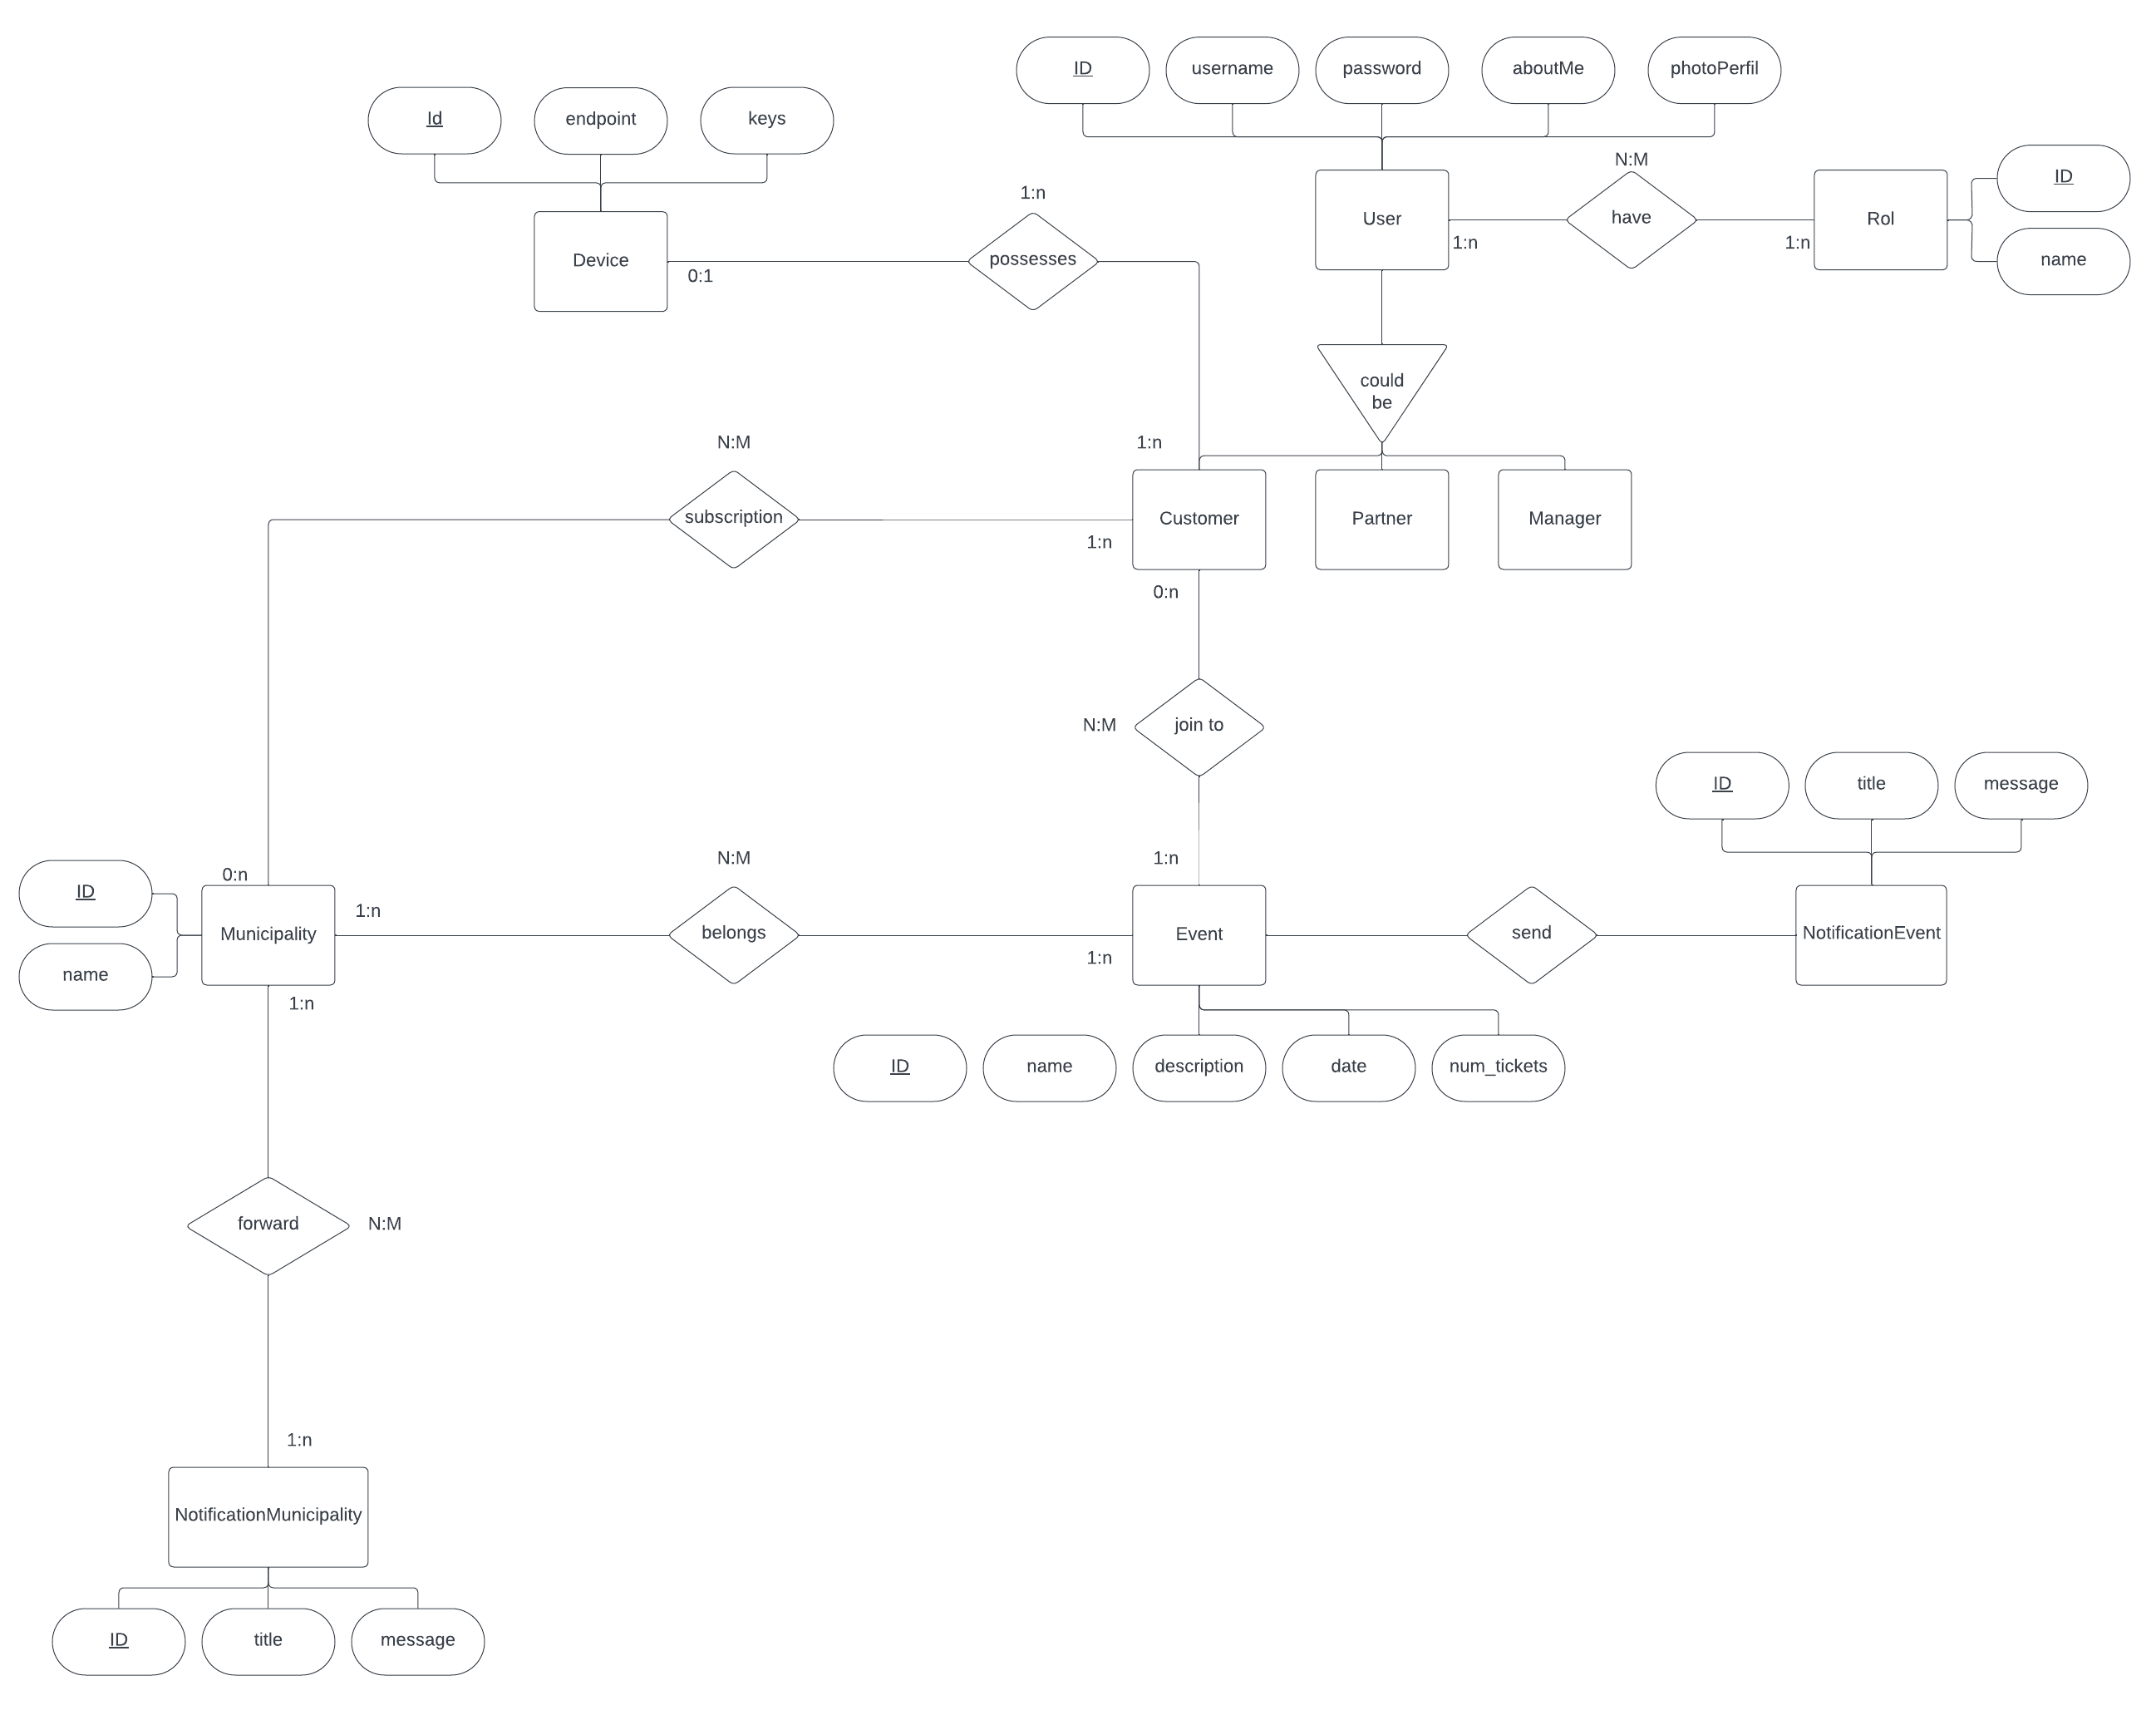 ID
username
password
aboutMe
photoPerfil
Id
endpoint
keys
N:M
ID
1:n
User
have
Rol
1:n
1:n
name
Device
possesses
0:1
could
be
N:M
1:n
subscription
Customer
Partner
Manager
1:n
0:n
N:M
join to
ID
title
message
N:M
1:n
0:n
ID
1:n
Municipality
belongs
Event
send
NotificationEvent
1:n
name
1:n
ID
name
description
date
num_tickets
forward
N:M
1:n
NotificationMunicipality
ID
title
message